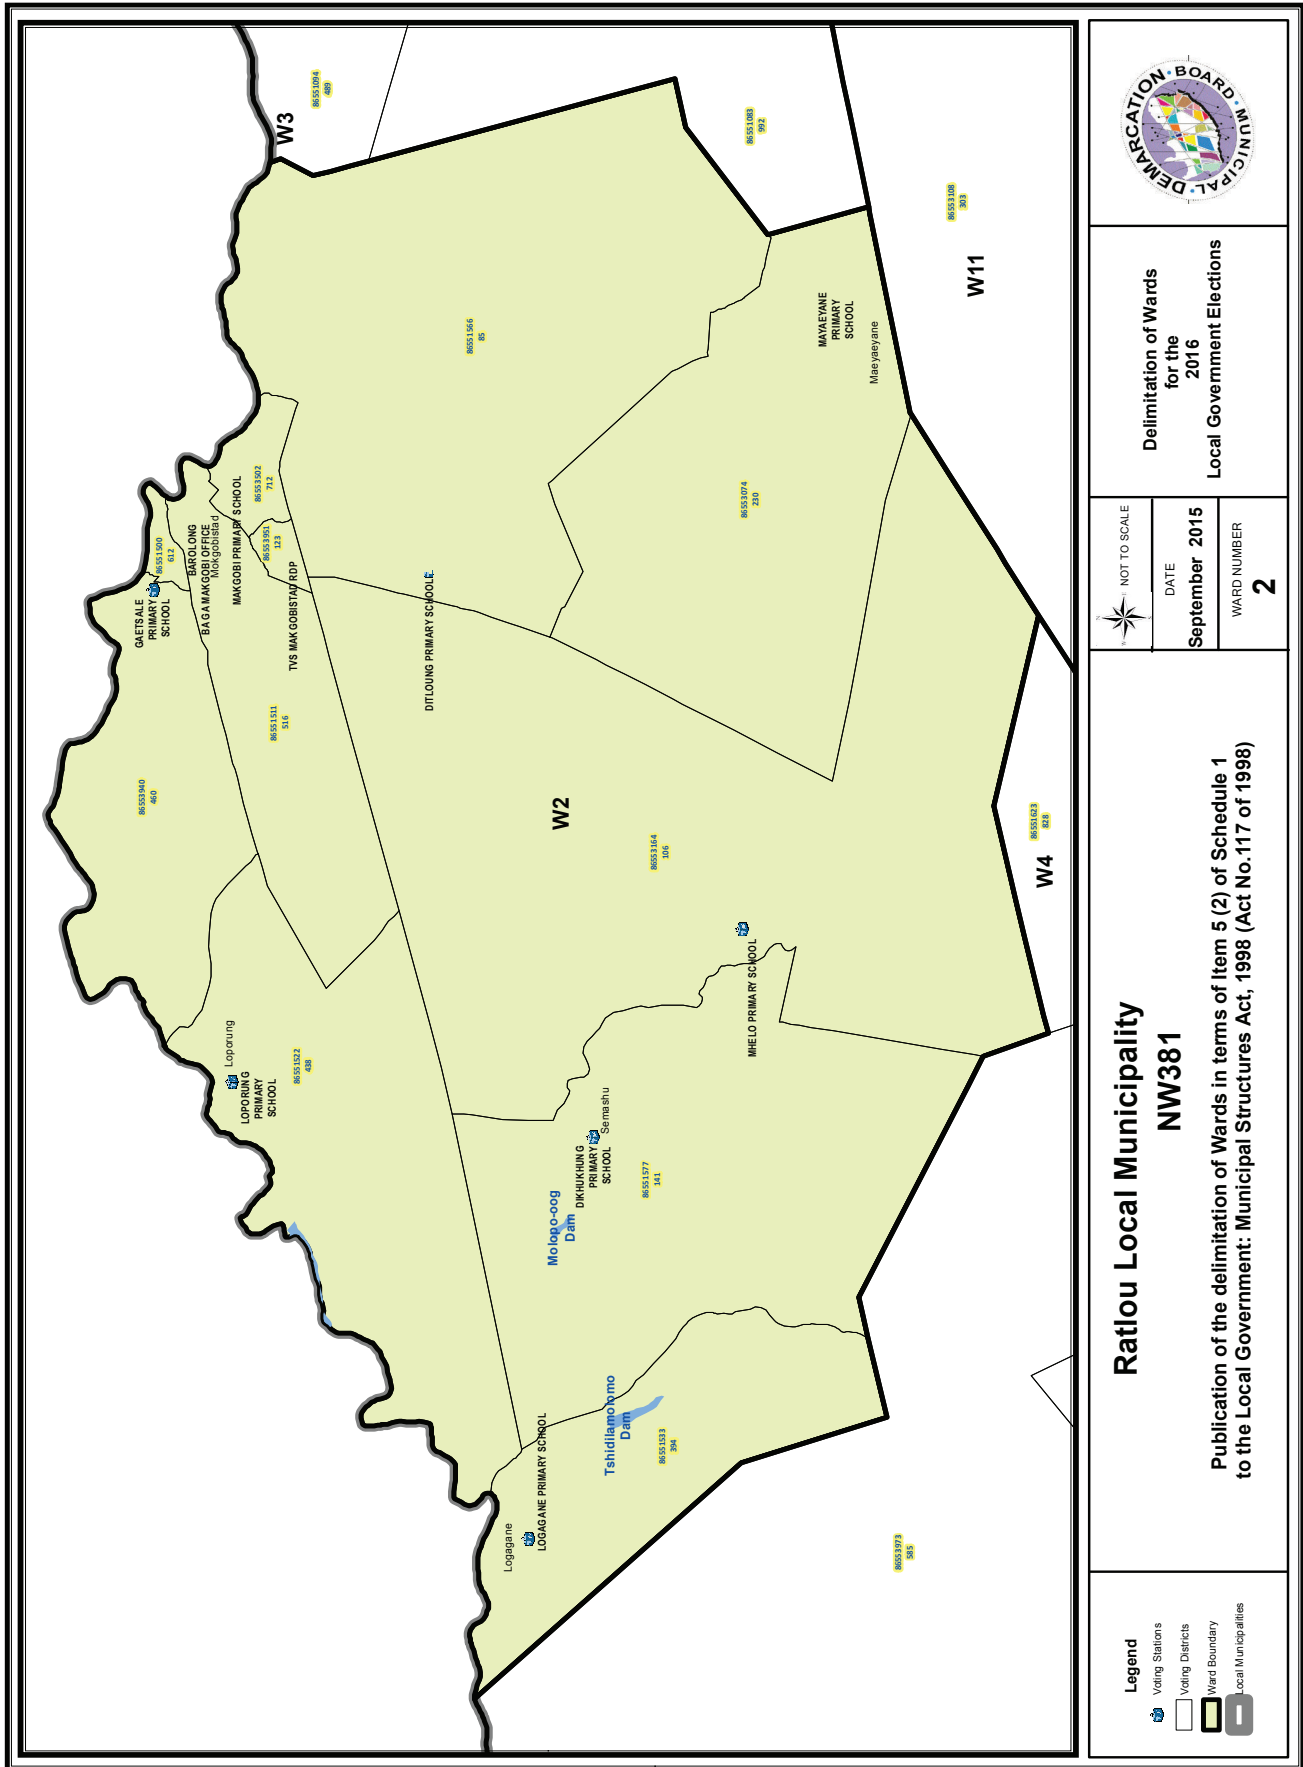 W3
86551094
489
86551083
992
86553108
303
W11
86551566
85
MAYAEYANE
PRIMARY
SCHOOL
Maeyaeyane
86553074
230
86553502
712
86553951
123
86551500
612
GAETSALE
PRIMARY
SCHOOL
BAROLONG
BAGA MAKGOBI OFFICE
Mokgobistad
MAKGOBI PRIMARY SCHOOL
TVS MAKGOBISTAD RDP
DITLOUNG PRIMARY SCHOOL
86551511
516
86553940
460
W2
86553164
106
86551623
828
W4
MHELO PRIMARY SCHOOL
Loporung
LOPORUNG
PRIMARY
SCHOOL
86551522
438
Semashu
DIKHUKHUNG
PRIMARY
SCHOOL
86551577
141
Molopo-oog
Dam
Tshidilamolomo
Dam
86551533
394
Logagane
LOGAGANE PRIMARY SCHOOL
86553973
585
Legend
Voting Stations
Voting Districts
Ward Boundary
Local Municipalities
Ratlou Local Municipality
NW381
Publication of the delimitation of Wards in terms of Item 5 (2) of Schedule 1
to the Local Government: Municipal Structures Act, 1998 (Act No.117 of 1998)
NOT TO SCALE
DATE
September 2015
WARD NUMBER
2
Delimitation of Wards
for the
2016
Local Government Elections
MUNICIPAL DEMARCATION BOARD